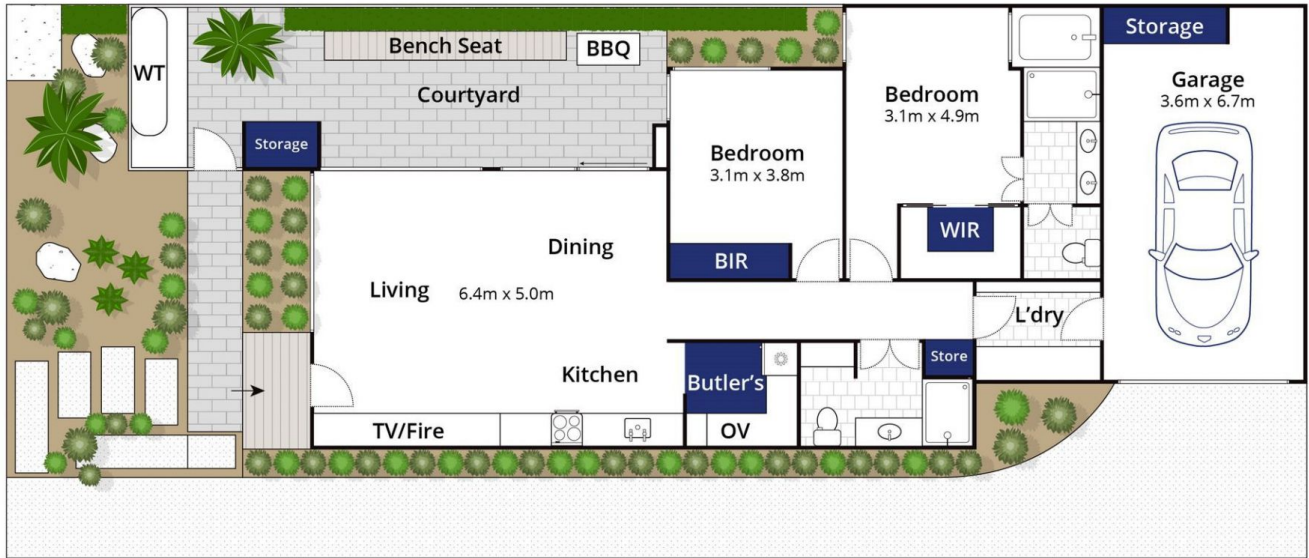 Storage
Bench Seat
BBQ
WT
Garage
3.6m x 6.7m
Courtyard
Bedroom
3.1m x 4.9m
Storage
Bedroom
3.1m x 3.8m
WIR
Dining
BIR
Living
6.4m x 5.0m
L'dry
Store
Kitchen
Butler's
TV/Fire
OV